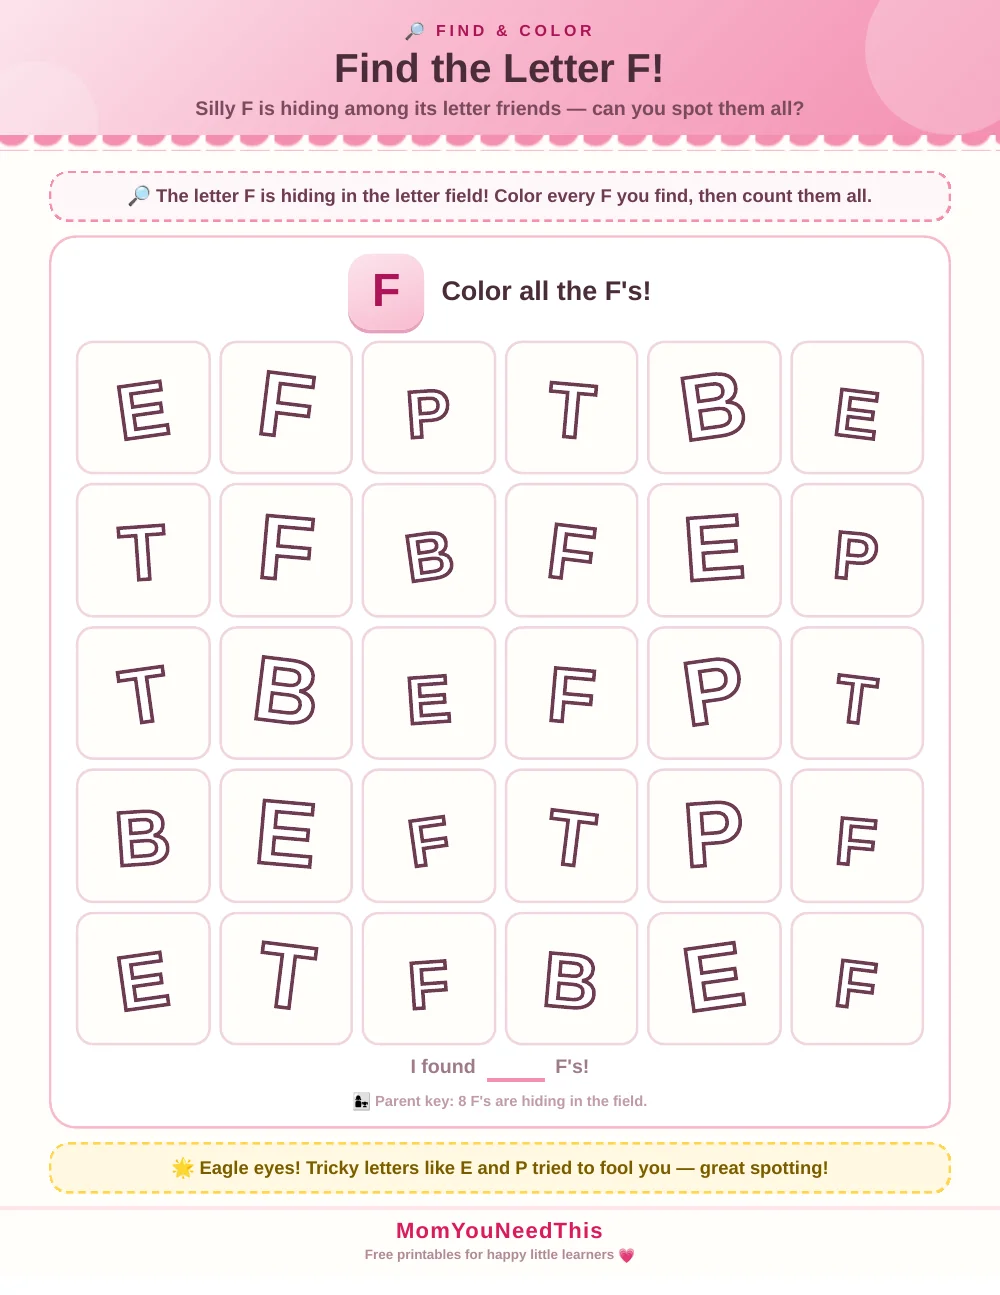 🔎 FIND & COLOR
Find the Letter F!
Silly F is hiding among its letter friends — can you spot them all?
🔎 The letter F is hiding in the letter field! Color every F you find, then count them all.
F Color all the F's!
E F P T B E
T F B F E P
T B E F P T
B E F T P F
E T F B E F
I found ____ F's!
Parent key: 8 F's are hiding in the field.
🌟 Eagle eyes! Tricky letters like E and P tried to fool you — great spotting!
MomYouNeedThis
Free printables for happy little learners 💗